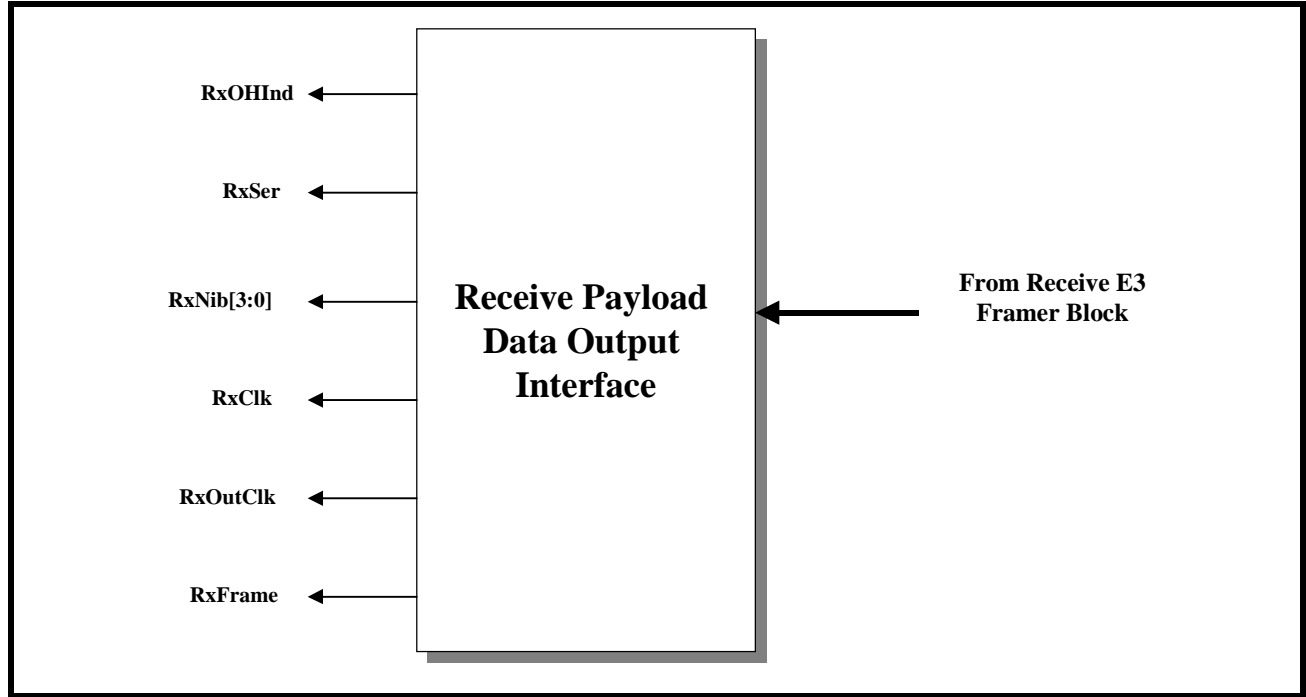 RxOHInd
RxSer
RxNib[3:0]
RxClk
RxOutClk
RxFrame
Receive Payload
Data Output
Interface
From Receive E3
Framer Block